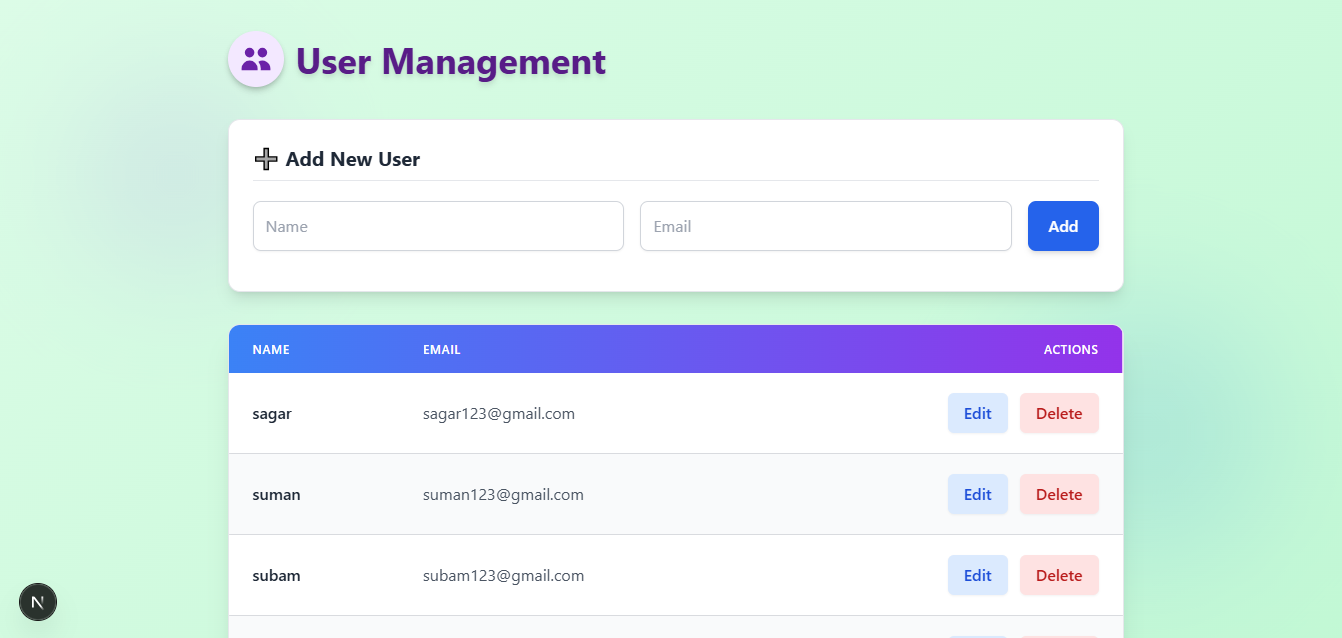 User Management
➕ Add New User
Name Email Add
NAME EMAIL ACTIONS
sagar sagar123@gmail.com Edit Delete
suman suman123@gmail.com Edit Delete
subam subam123@gmail.com Edit Delete
N